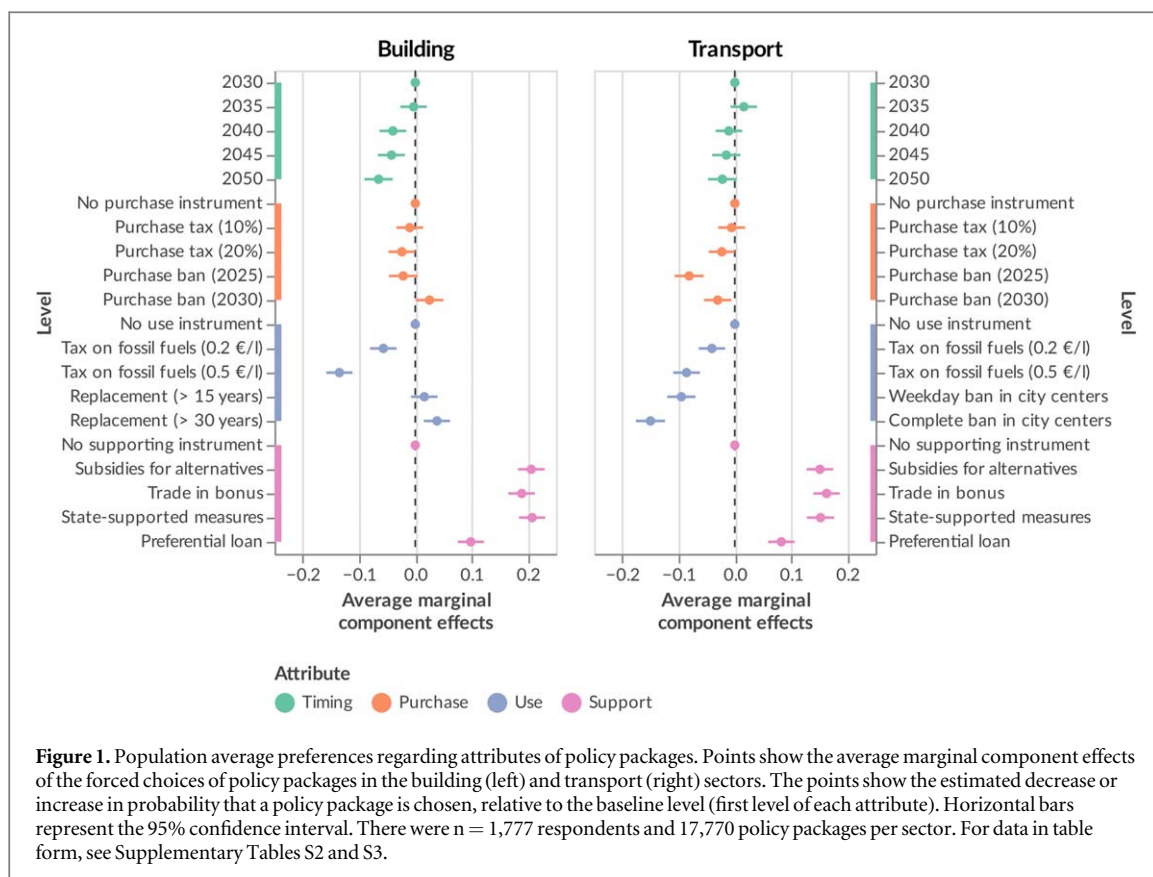 Building
Transport
2030
2035
2040
2045
2050
No purchase instrument
Purchase tax (10%)
Purchase tax (20%)
Purchase ban (2025)
Purchase ban (2030)
No use instrument
Tax on fossil fuels (0.2 €/l)
Tax on fossil fuels (0.5 €/l)
Replacement (> 15 years)
Replacement (> 30 years)
No supporting instrument
Subsidies for alternatives
Trade in bonus
State-supported measures
Preferential loan
Level
−0.2 −0.1 0.0 0.1 0.2
Average marginal
component effects
2030
2035
2040
2045
2050
No purchase instrument
Purchase tax (10%)
Purchase tax (20%)
Purchase ban (2025)
Purchase ban (2030)
No use instrument
Tax on fossil fuels (0.2 €/l)
Tax on fossil fuels (0.5 €/l)
Weekday ban in city centers
Complete ban in city centers
No supporting instrument
Subsidies for alternatives
Trade in bonus
State-supported measures
Preferential loan
Level
−0.2 −0.1 0.0 0.1 0.2
Average marginal
component effects
Attribute
Timing Purchase Use Support
Figure 1. Population average preferences regarding attributes of policy packages. Points show the average marginal component effects
of the forced choices of policy packages in the building (left) and transport (right) sectors. The points show the estimated decrease or
increase in probability that a policy package is chosen, relative to the baseline level (first level of each attribute). Horizontal bars
represent the 95% confidence interval. There were n = 1,777 respondents and 17,770 policy packages per sector. For data in table
form, see Supplementary Tables S2 and S3.